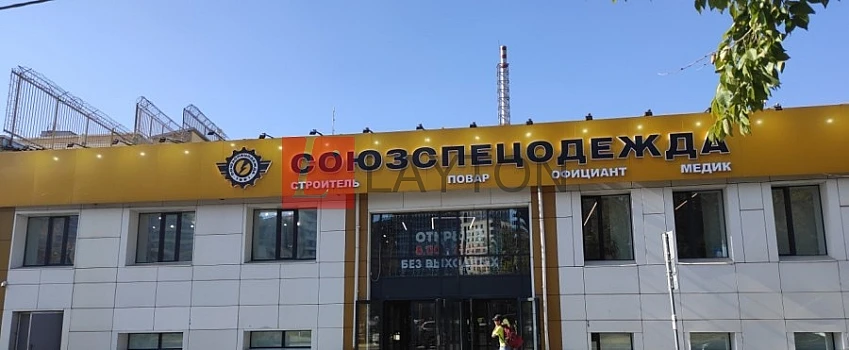 СОЮЗСПЕЦОДЕЖДА
СТРОИТЕЛЬ ПОВАР ОФИЦИАНТ МЕДИК
LAYTON
БЕЗ ВЫХОДНЫХ